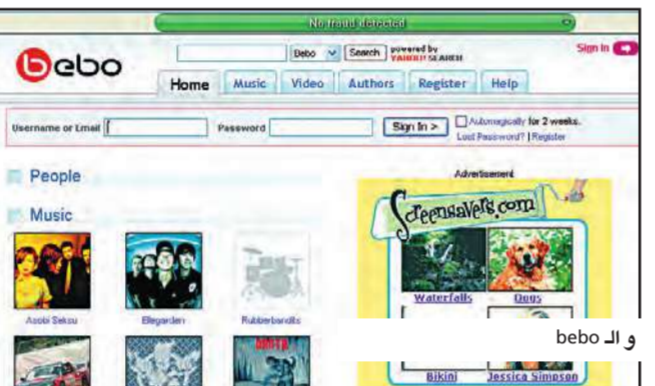 No fraud detected
bebo
Bebo Search powered by YAHOO! SEARCH
Sign In
Home Music Video Authors Register Help
Username or Email Password Sign In > Automagically for 2 weeks.
Lost Password? | Register
People
Advertisement
Music
Screensavers.com
Waterfalls Dogs
Asobi Seksu Ellegarden Rubberbandits
و الـ bebo
Bikini Jessica Simpson